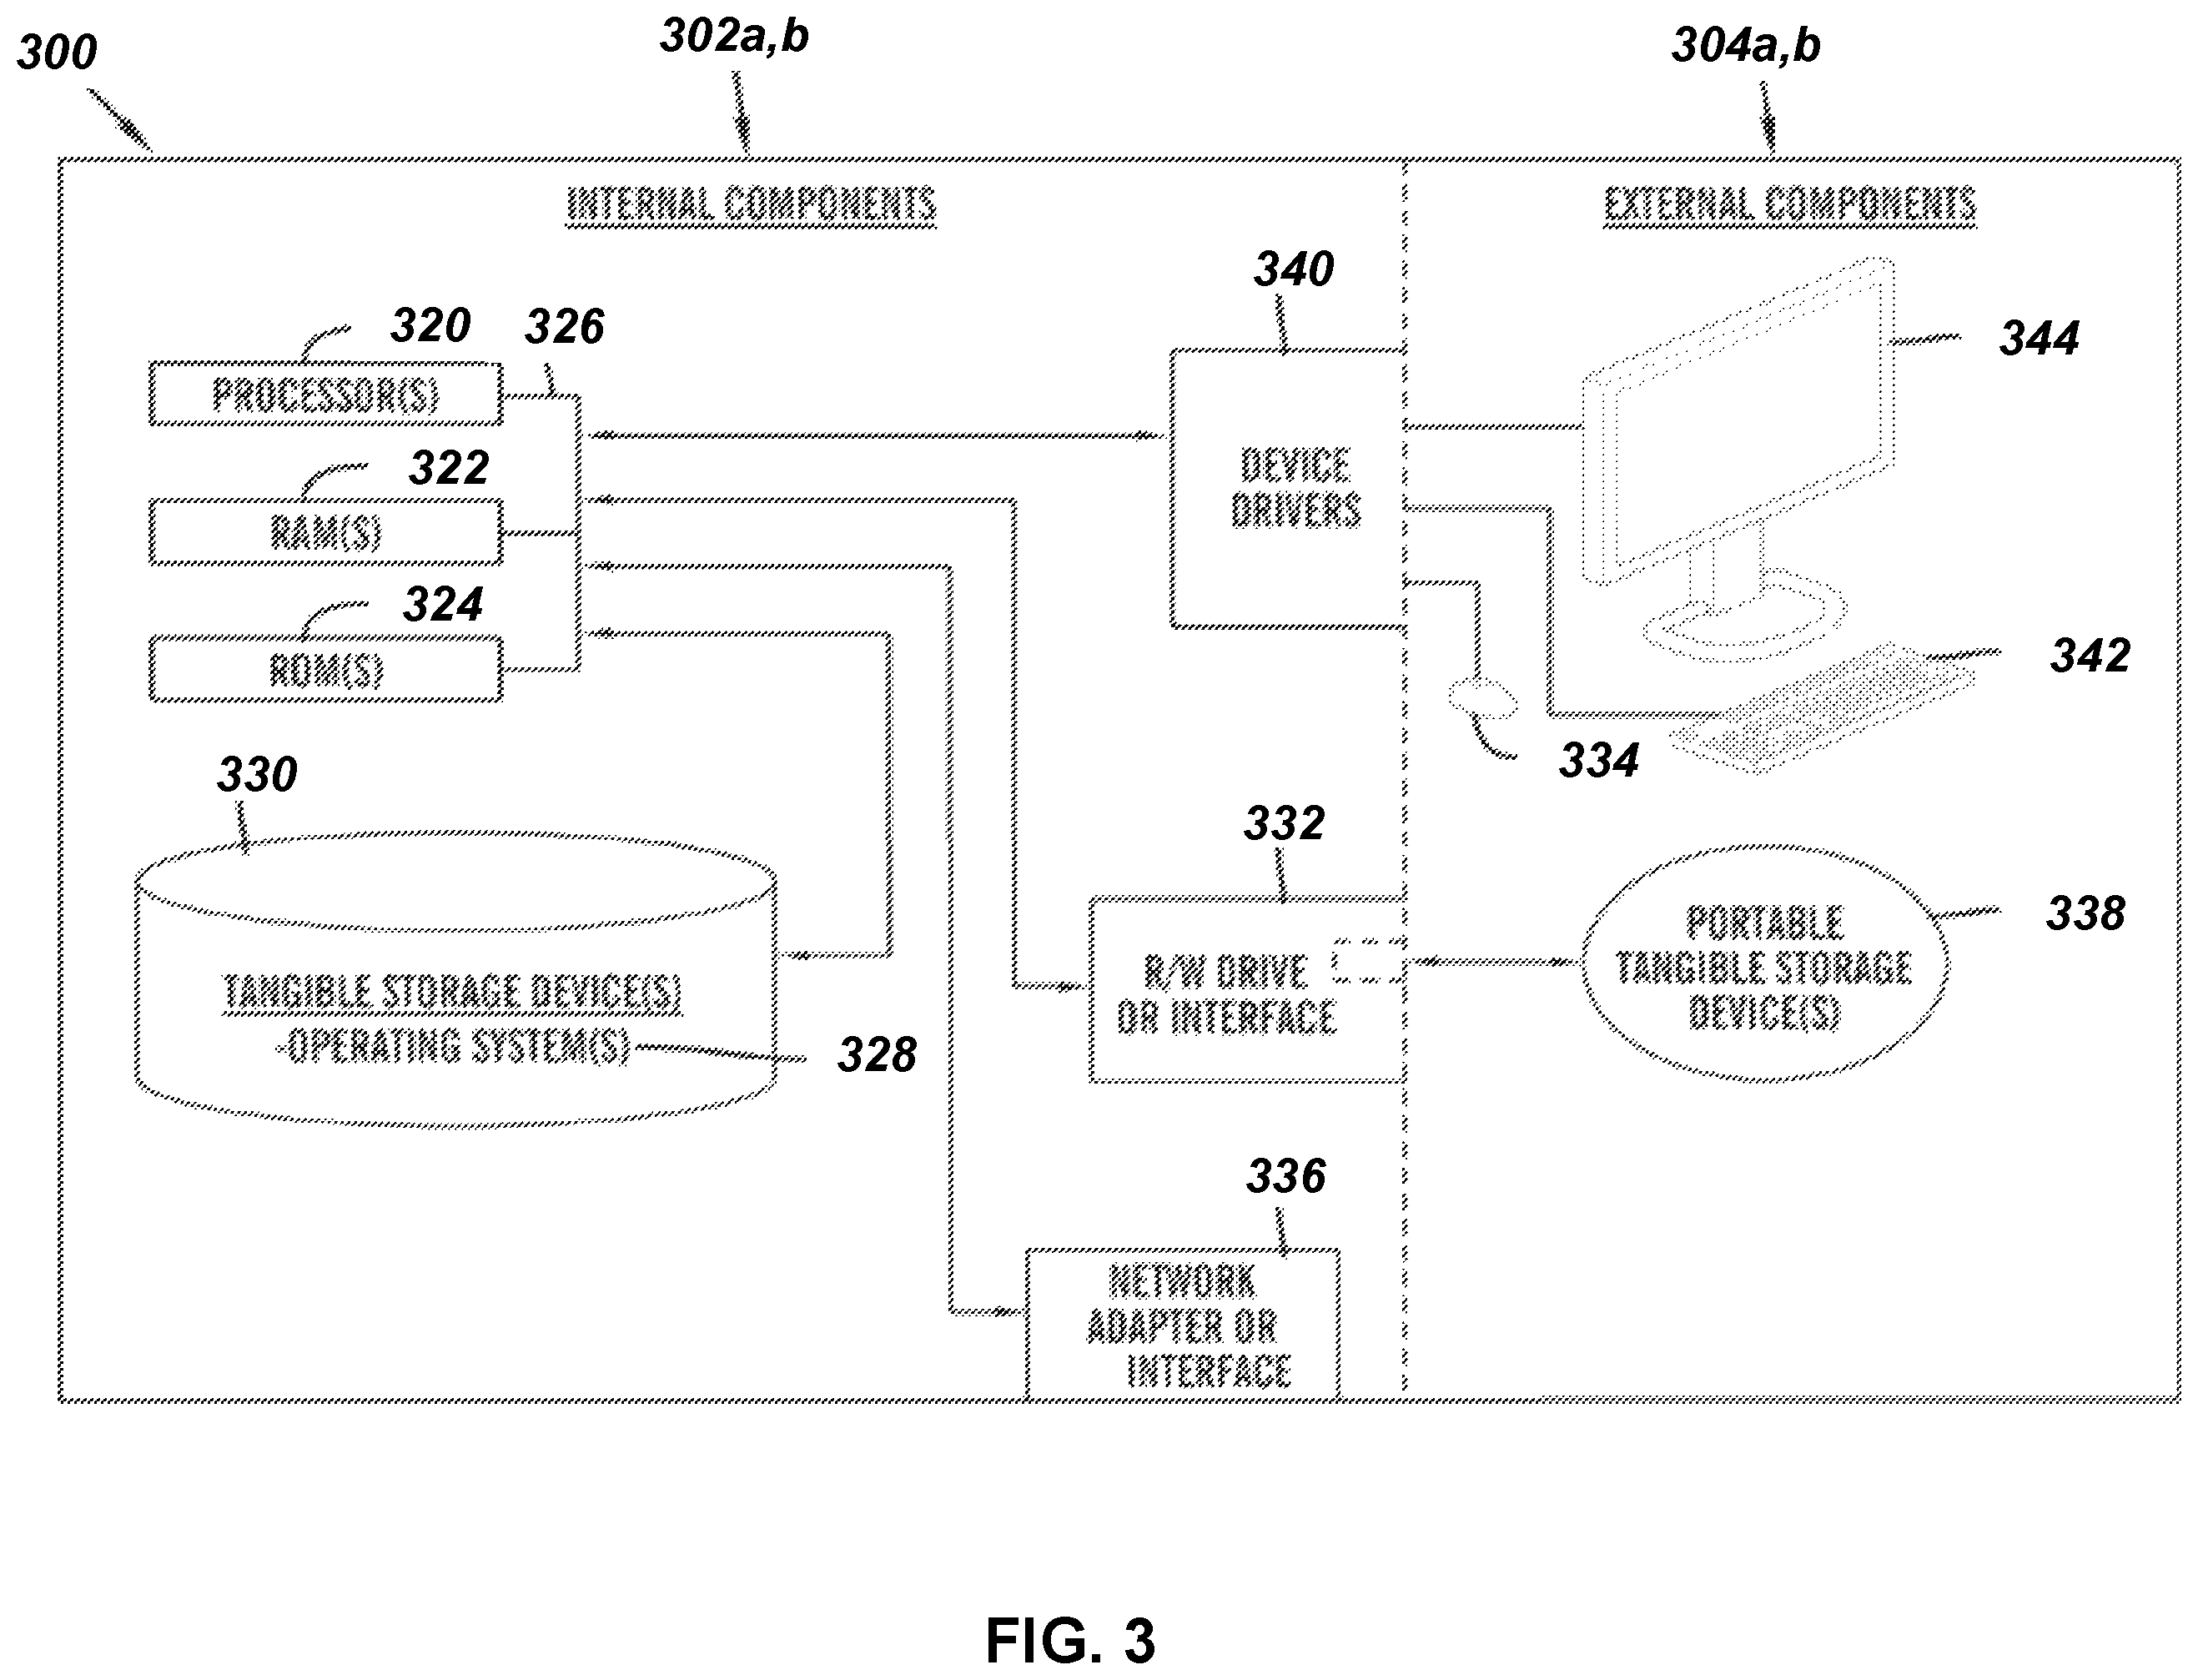 300
302a,b
304a,b
INTERNAL COMPONENTS
EXTERNAL COMPONENTS
340
320
326
344
PROCESSOR(S)
322
DEVICE
DRIVERS
RAM(S)
324
ROM(S)
342
334
330
332
PORTABLE
TANGIBLE STORAGE
DEVICE(S)
338
R/W DRIVE
OR INTERFACE
TANGIBLE STORAGE DEVICE(S)
-OPERATING SYSTEM(S)
328
336
NETWORK
ADAPTER OR
INTERFACE
FIG. 3